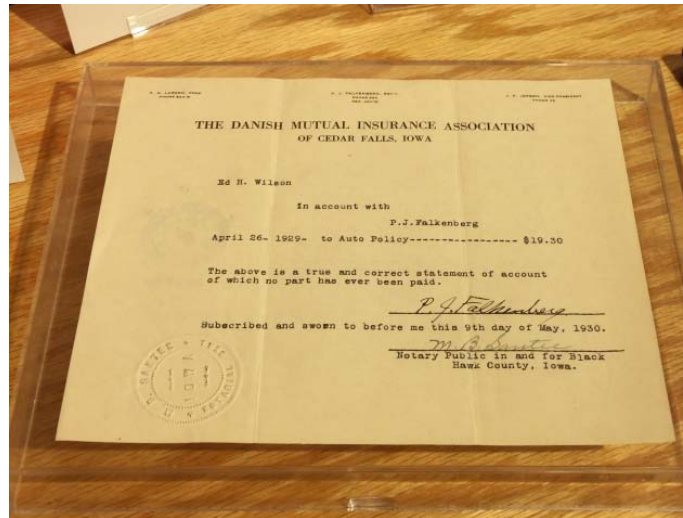 THE DANISH MUTUAL INSURANCE ASSOCIATION
OF CEDAR FALLS, IOWA
Ed H. Wilson
In account with
P.J.Falkenberg
April 26- 1929- to Auto Policy------------------ $19.30
The above is a true and correct statement of account
of which no part has ever been paid.
P. J. Falkenberg
Subscribed and sworn to before me this 9th day of May, 1930.
M. B. Santee
Notary Public in and for Black
Hawk County, Iowa.